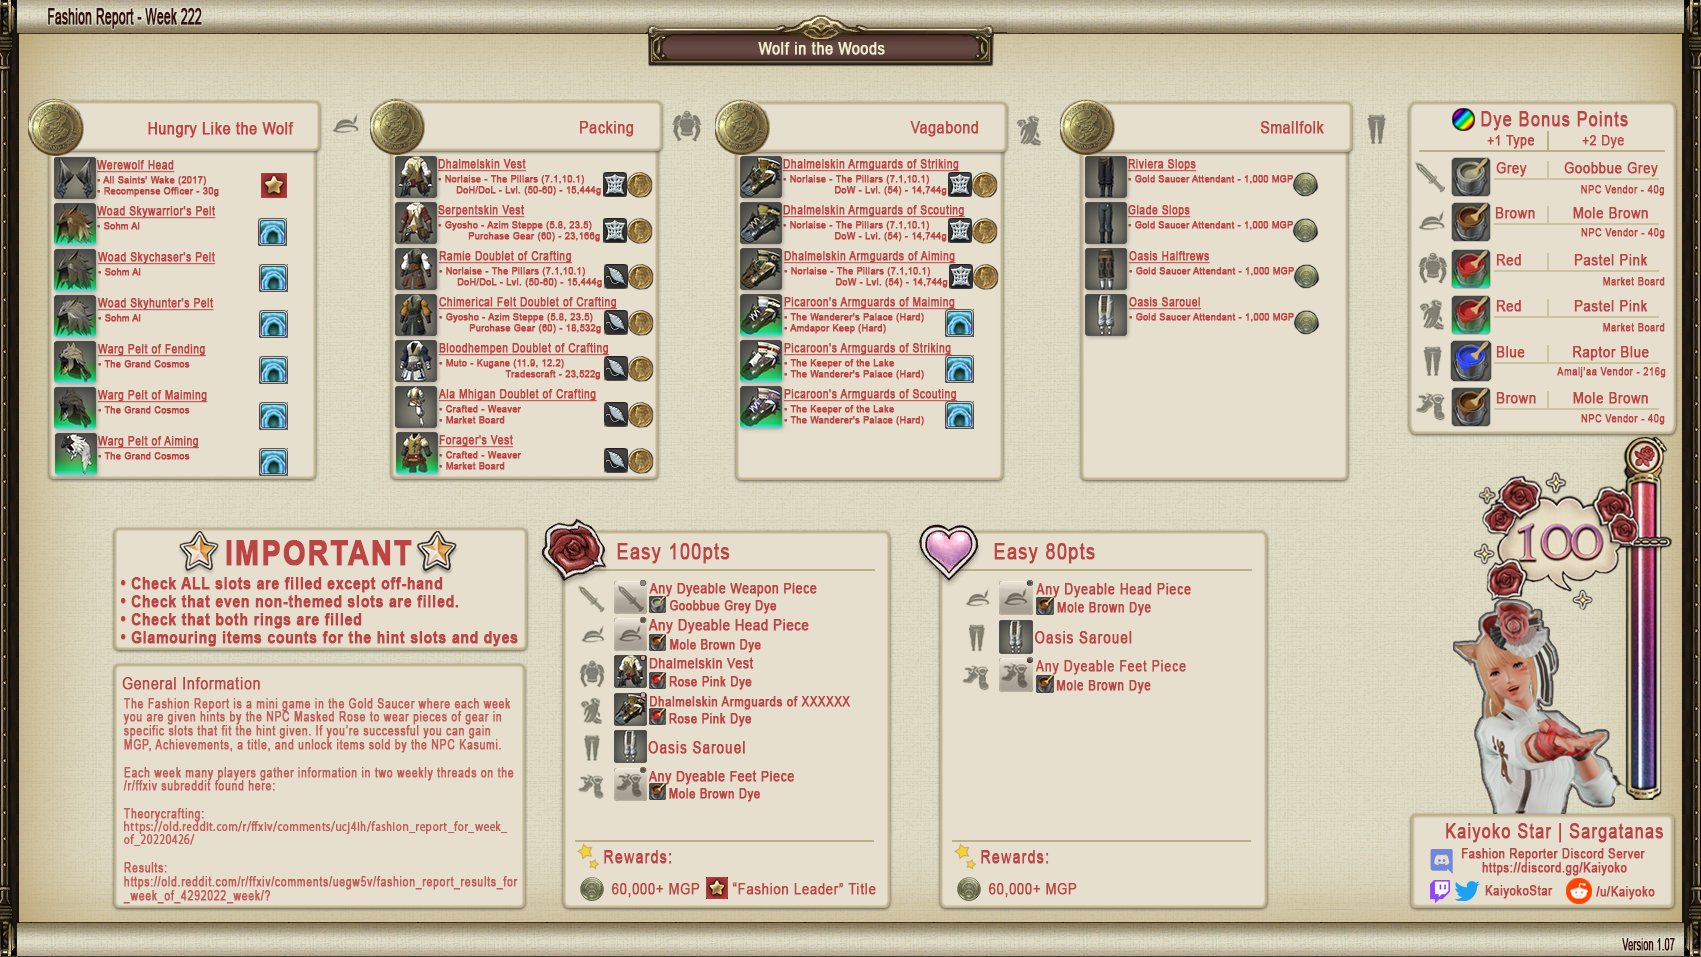 Fashion Report - Week 222
Wolf in the Woods
Hungry Like the Wolf
Werewolf Head
• All Saints' Wake (2017)
• Recompense Officer - 30g
Woad Skywarrior's Pelt
• Sohm Al
Woad Skychaser's Pelt
• Sohm Al
Woad Skyhunter's Pelt
• Sohm Al
Warg Pelt of Fending
• The Grand Cosmos
Warg Pelt of Maiming
• The Grand Cosmos
Warg Pelt of Aiming
• The Grand Cosmos
Packing
Dhalmelskin Vest
• Norlaise - The Pillars (7.1,10.1)
DoH/DoL - Lvl. (50-60) - 15,444g
Serpentskin Vest
• Gyosho - Azim Steppe (5.8, 23.5)
Purchase Gear (60) - 23,166g
Ramie Doublet of Crafting
• Norlaise - The Pillars (7.1,10.1)
DoH/DoL - Lvl. (50-60) - 15,444g
Chimerical Felt Doublet of Crafting
• Gyosho - Azim Steppe (5.8, 23.5)
Purchase Gear (60) - 18,532g
Bloodhempen Doublet of Crafting
• Muto - Kugane (11.9, 12.2)
Tradescraft - 23,522g
Ala Mhigan Doublet of Crafting
• Crafted - Weaver
• Market Board
Forager's Vest
• Crafted - Weaver
• Market Board
Vagabond
Dhalmelskin Armguards of Striking
• Norlaise - The Pillars (7.1,10.1)
DoW - Lvl. (54) - 14,744g
Dhalmelskin Armguards of Scouting
• Norlaise - The Pillars (7.1,10.1)
DoW - Lvl. (54) - 14,744g
Dhalmelskin Armguards of Aiming
• Norlaise - The Pillars (7.1,10.1)
DoW - Lvl. (54) - 14,744g
Picaroon's Armguards of Maiming
• The Wanderer's Palace (Hard)
• Amdapor Keep (Hard)
Picaroon's Armguards of Striking
• The Keeper of the Lake
• The Wanderer's Palace (Hard)
Picaroon's Armguards of Scouting
• The Keeper of the Lake
• The Wanderer's Palace (Hard)
Smallfolk
Riviera Slops
• Gold Saucer Attendant - 1,000 MGP
Glade Slops
• Gold Saucer Attendant - 1,000 MGP
Oasis Halftrews
• Gold Saucer Attendant - 1,000 MGP
Oasis Sarouel
• Gold Saucer Attendant - 1,000 MGP
Dye Bonus Points
+1 Type +2 Dye
Grey Goobbue Grey
NPC Vendor - 40g
Brown Mole Brown
NPC Vendor - 40g
Red Pastel Pink
Market Board
Red Pastel Pink
Market Board
Blue Raptor Blue
Amalj'aa Vendor - 216g
Brown Mole Brown
NPC Vendor - 40g
IMPORTANT
• Check ALL slots are filled except off-hand
• Check that even non-themed slots are filled.
• Check that both rings are filled
• Glamouring items counts for the hint slots and dyes
General Information
The Fashion Report is a mini game in the Gold Saucer where each week
you are given hints by the NPC Masked Rose to wear pieces of gear in
specific slots that fit the hint given. If you're successful you can gain
MGP, Achievements, a title, and unlock items sold by the NPC Kasumi.
Each week many players gather information in two weekly threads on the
/r/ffxiv subreddit found here:
Theorycrafting:
https://old.reddit.com/r/ffxiv/comments/ucj4ih/fashion_report_for_week_
of_20220426/
Results:
https://old.reddit.com/r/ffxiv/comments/uegw5v/fashion_report_results_for
_week_of_4292022_week/?
Easy 100pts
Any Dyeable Weapon Piece
Goobbue Grey Dye
Any Dyeable Head Piece
Mole Brown Dye
Dhalmelskin Vest
Rose Pink Dye
Dhalmelskin Armguards of XXXXXX
Rose Pink Dye
Oasis Sarouel
Any Dyeable Feet Piece
Mole Brown Dye
Rewards:
60,000+ MGP "Fashion Leader" Title
Easy 80pts
Any Dyeable Head Piece
Mole Brown Dye
Oasis Sarouel
Any Dyeable Feet Piece
Mole Brown Dye
Rewards:
60,000+ MGP
100
Kaiyoko Star | Sargatanas
Fashion Reporter Discord Server
https://discord.gg/Kaiyoko
KaiyokoStar /u/Kaiyoko
Version 1.07